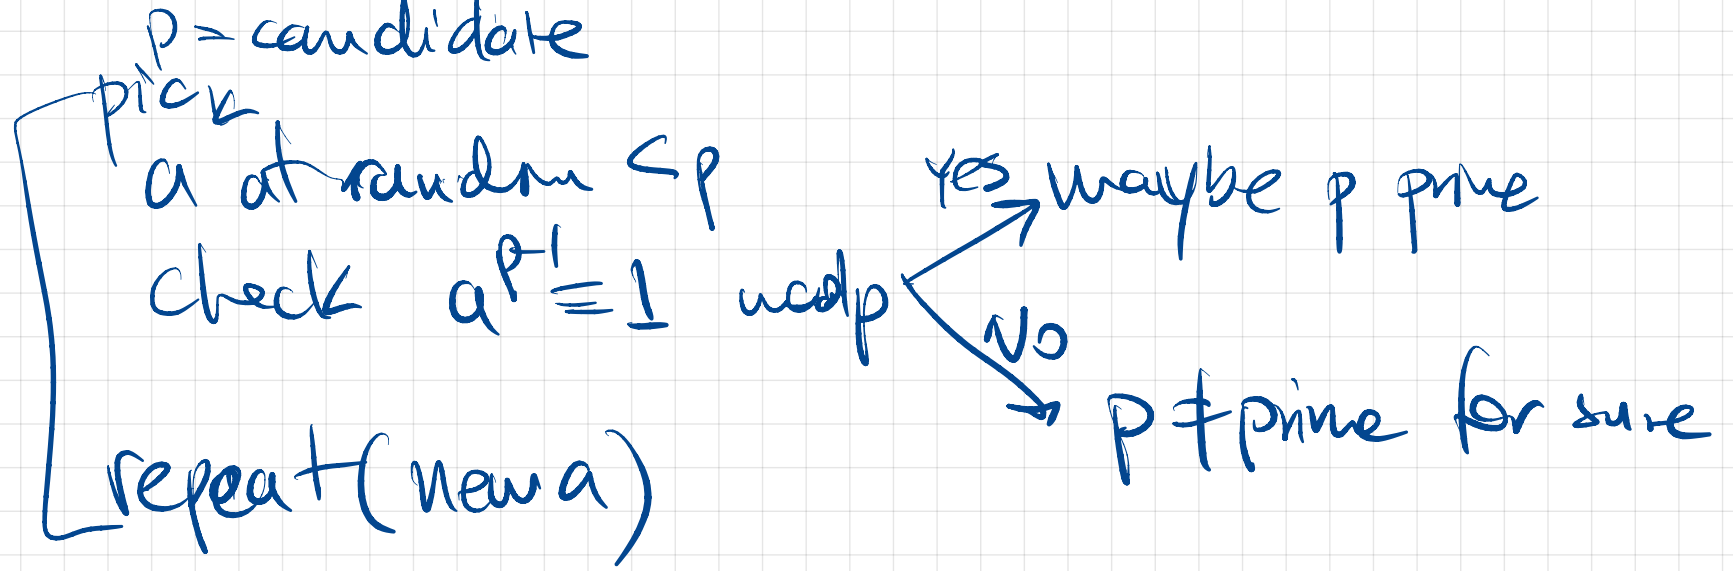 p = candidate
pick
a at random < p
check a^{p-1} ≡ 1 mod p
Yes maybe p prime
No
p ≠ prime for sure
repeat (new a)